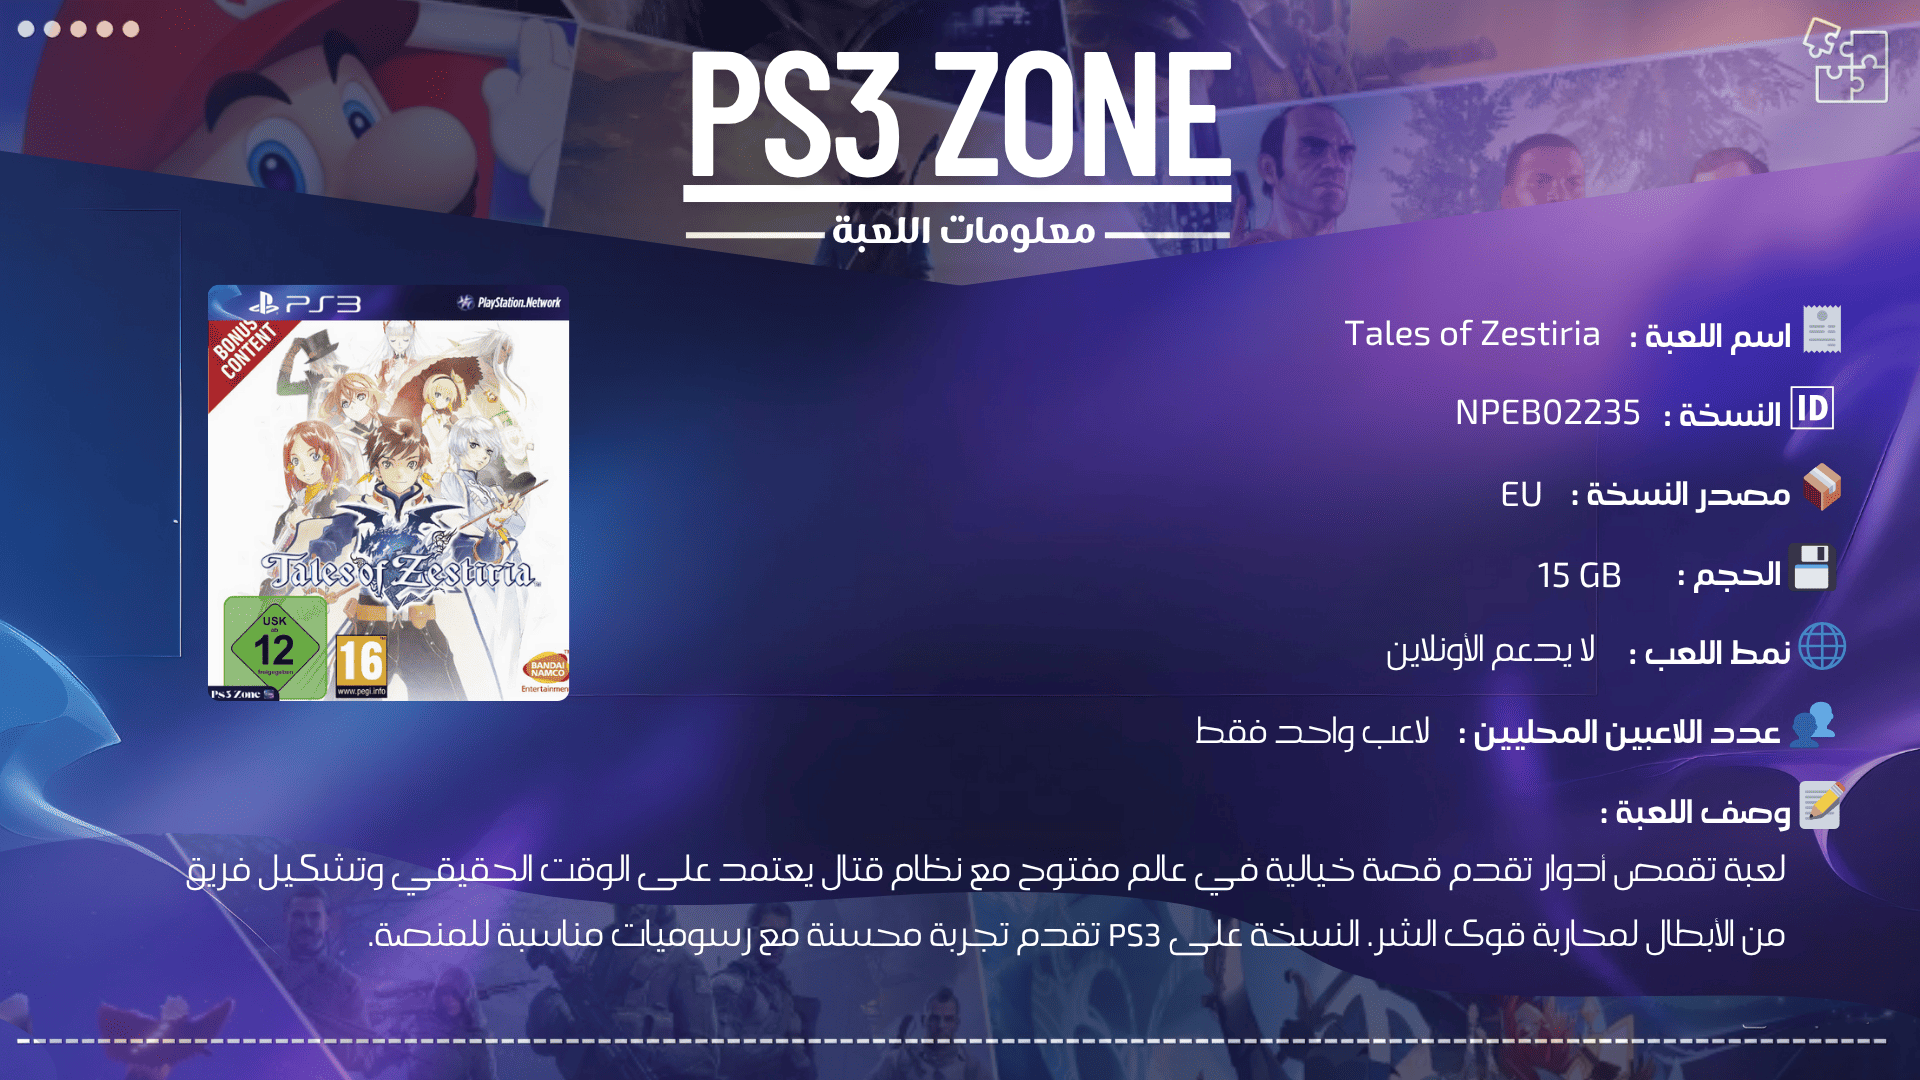 PS3 ZONE
معلومات اللعبة
PS3 PlayStation.Network
BONUS CONTENT
Tales of Zestiria
USK
ab
12
freigegeben
16
www.pegi.info
BANDAI NAMCO
Entertainment
Ps3 Zone
اسم اللعبة : Tales of Zestiria
ID النسخة : NPEB02235
مصدر النسخة : EU
الحجم : 15 GB
نمط اللعب : لا يدعم الأونلاين
عدد اللاعبين المحليين : لاعب واحد فقط
وصف اللعبة :
لعبة تقمص أدوار تقدم قصة خيالية في عالم مفتوح مع نظام قتال يعتمد على الوقت الحقيقي وتشكيل فريق
من الأبطال لمحاربة قوى الشر. النسخة على PS3 تقدم تجربة محسنة مع رسوميات مناسبة للمنصة.